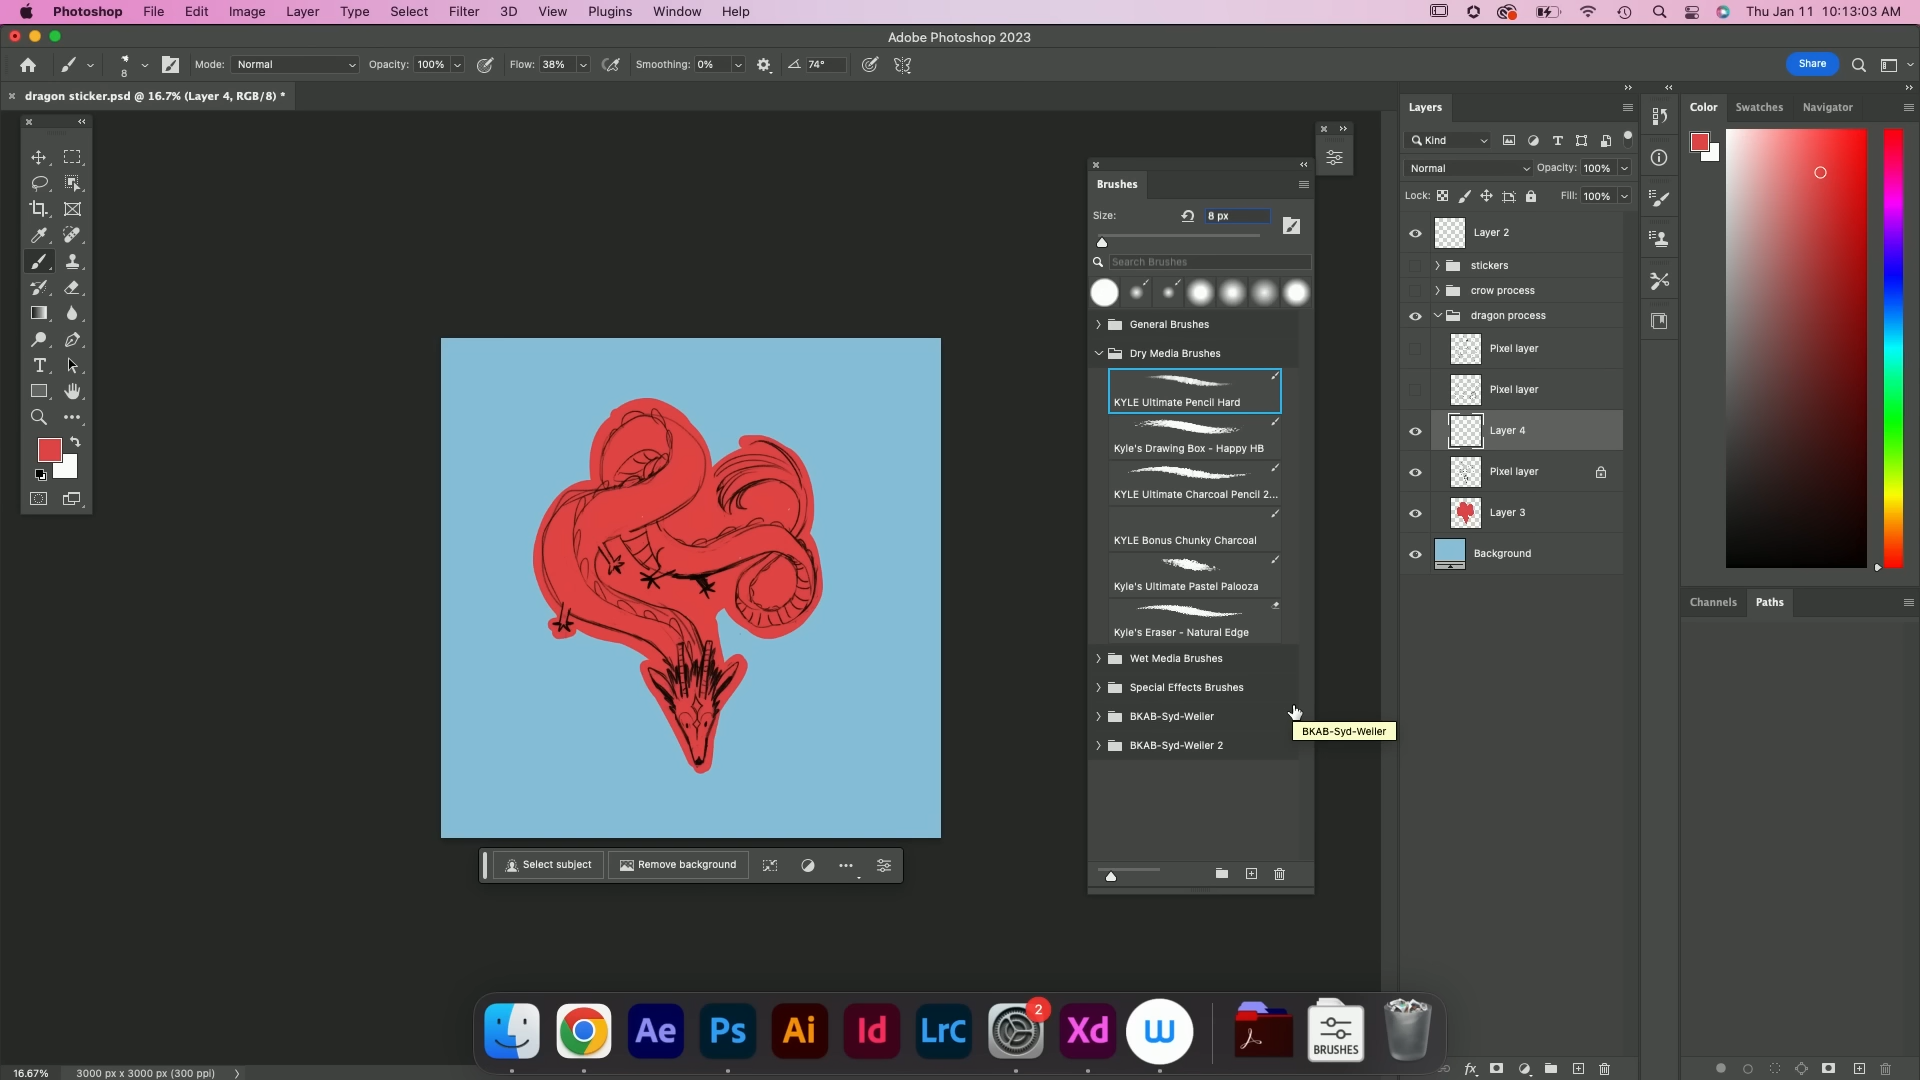 Photoshop File Edit Image Layer Type Select Filter 3D View Plugins Window Help Thu Jan 11 10:13:03 AM
Adobe Photoshop 2023
8 Mode: Normal Opacity: 100% Flow: 38% Smoothing: 0% 74° Share
dragon sticker.psd @ 16.7% (Layer 4, RGB/8) *
Layers
Color Swatches Navigator
Kind
Normal Opacity: 100%
Lock: Fill: 100%
Layer 2
stickers
crow process
dragon process
Pixel layer
Pixel layer
Layer 4
Pixel layer
Layer 3
Background
Channels Paths
Brushes
Size: 8 px
Search Brushes
General Brushes
Dry Media Brushes
KYLE Ultimate Pencil Hard
Kyle's Drawing Box - Happy HB
KYLE Ultimate Charcoal Pencil 2...
KYLE Bonus Chunky Charcoal
Kyle's Ultimate Pastel Palooza
Kyle's Eraser - Natural Edge
Wet Media Brushes
Special Effects Brushes
BKAB-Syd-Weller
BKAB-Syd-Weller
BKAB-Syd-Weller 2
Select subject Remove background
Ae Ps Ai Id LrC 2 Xd W BRUSHES
16.67% 3000 px x 3000 px (300 ppi)
fx